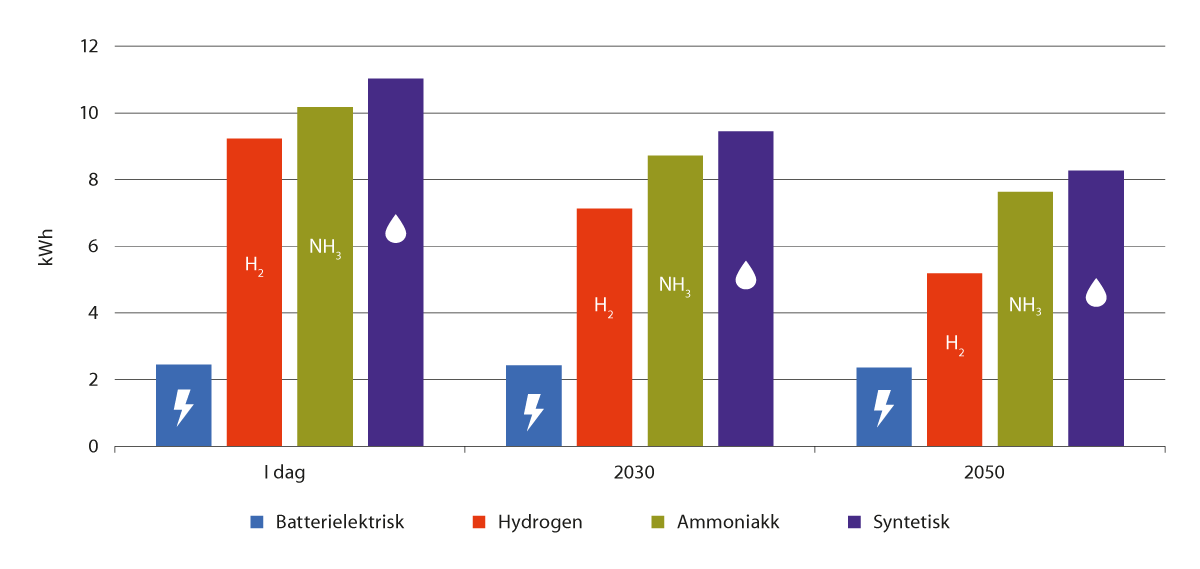 12
10
8
6
4
2
0
kWh
H₂
NH₃
H₂
NH₃
H₂
NH₃
I dag
2030
2050
Batterielektrisk
Hydrogen
Ammoniakk
Syntetisk